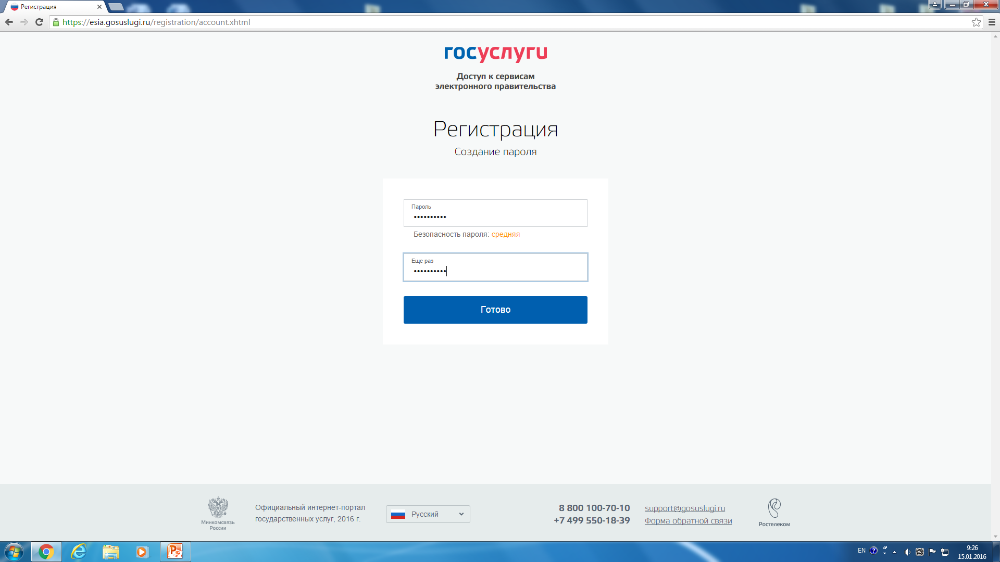 Регистрация
https://esia.gosuslugi.ru/registration/account.xhtml
госуслуги
Доступ к сервисам
электронного правительства
Регистрация
Создание пароля
Пароль
••••••••••
Безопасность пароля: средняя
Еще раз
••••••••••
Готово
Минкомсвязь
России
Официальный интернет-портал
государственных услуг, 2016 г.
Русский
8 800 100-70-10
+7 499 550-18-39
support@gosuslugi.ru
Форма обратной связи
Ростелеком
EN
9:26
15.01.2016